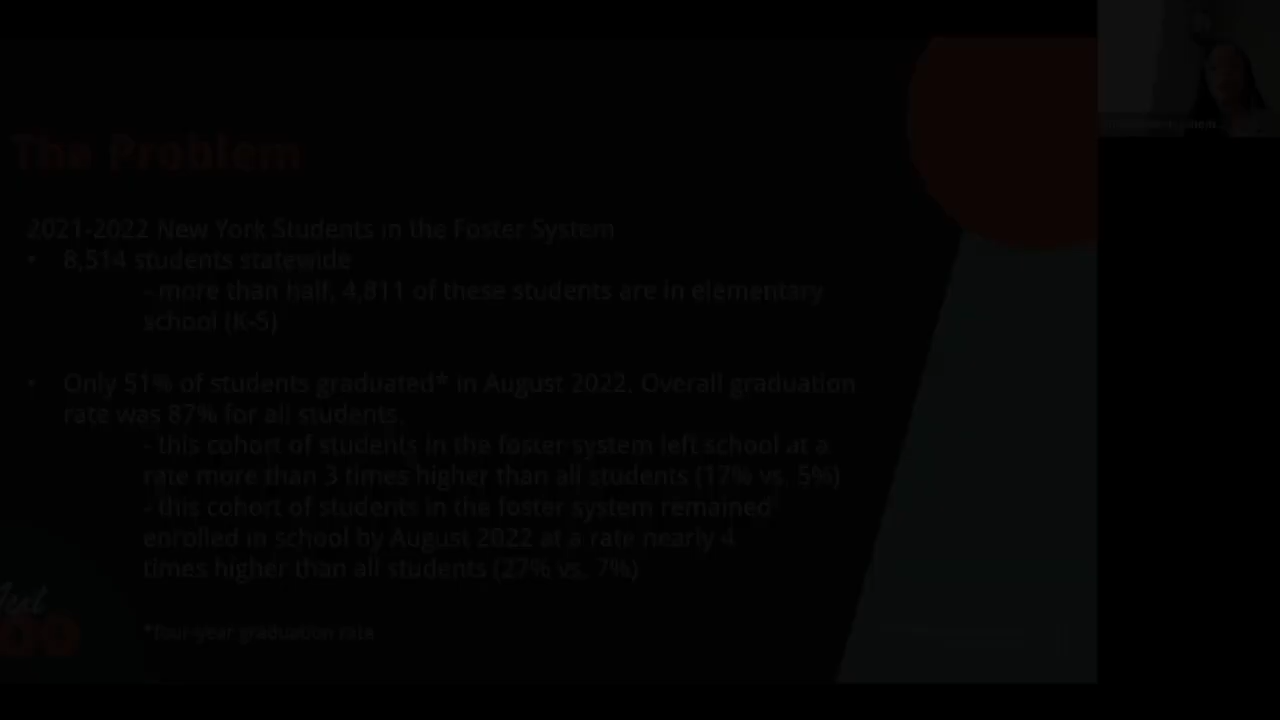 The Problem
2021-2022 New York Students in the Foster System
• 8,514 students statewide
- more than half, 4,811 of these students are in elementary
school (K-5)
• Only 51% of students graduated* in August 2022. Overall graduation
rate was 87% for all students.
- this cohort of students in the foster system left school at a
rate more than 3 times higher than all students (17% vs. 5%)
- this cohort of students in the foster system remained
enrolled in school by August 2022 at a rate nearly 4
times higher than all students (27% vs. 7%)
*four-year graduation rate